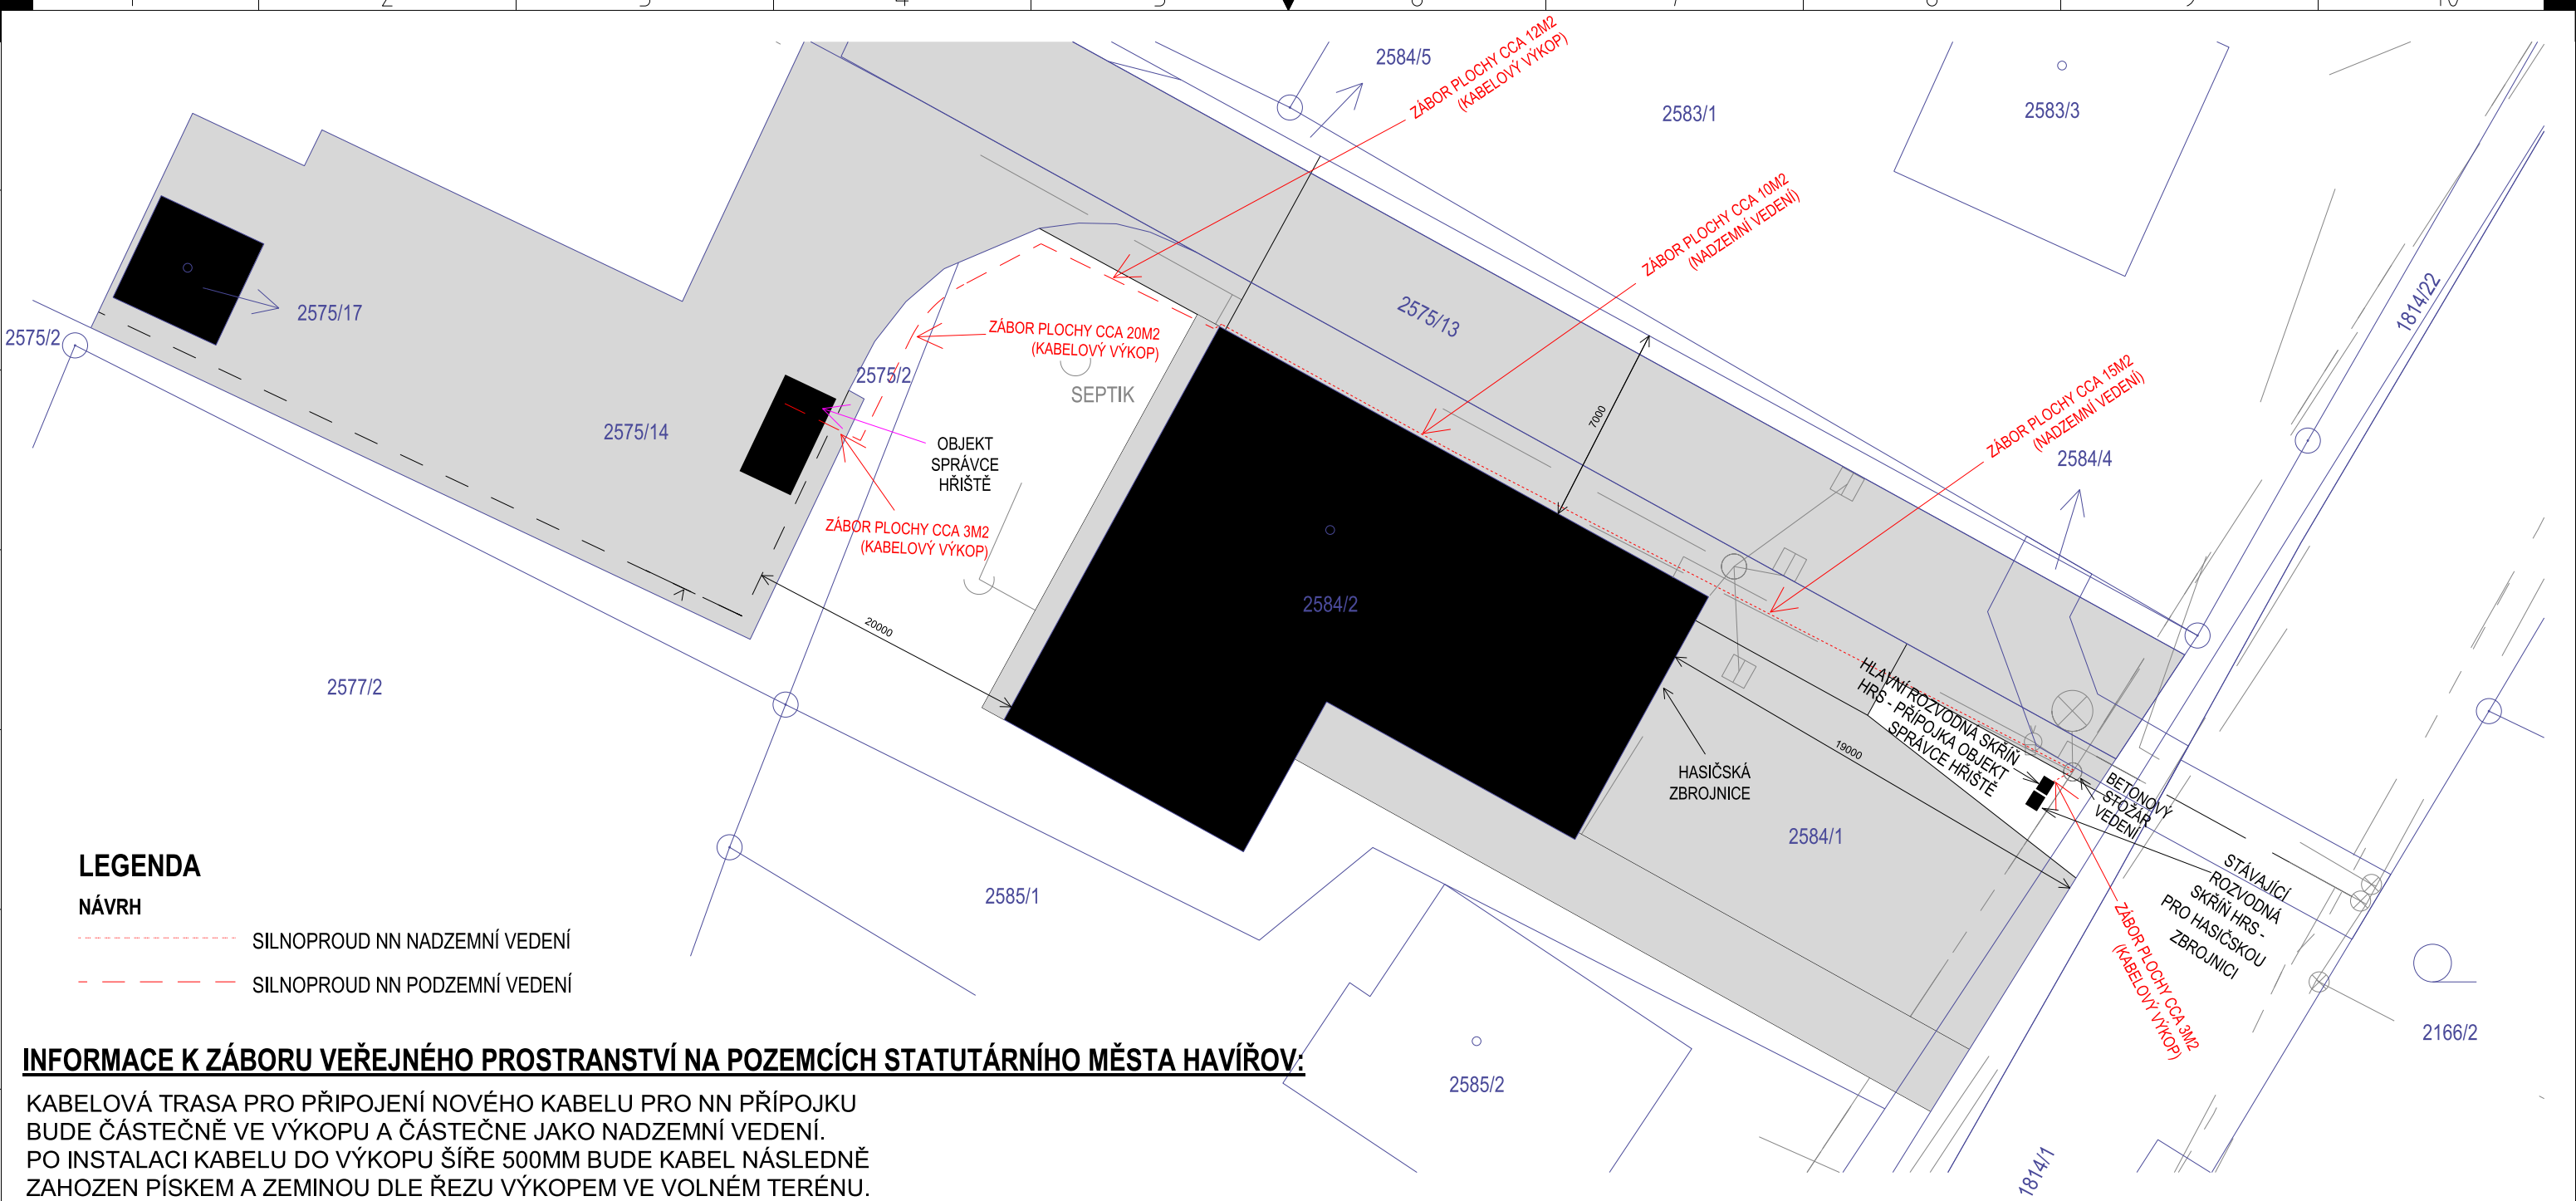 2584/5
2583/1
2583/3
ZÁBOR PLOCHY CCA 12M2
(KABELOVÝ VÝKOP)
ZÁBOR PLOCHY CCA 10M2
(NADZEMNÍ VEDENÍ)
2575/17
2575/2
2575/13
1814/22
ZÁBOR PLOCHY CCA 20M2
(KABELOVÝ VÝKOP)
2575/2
SEPTIK
ZÁBOR PLOCHY CCA 15M2
(NADZEMNÍ VEDENÍ)
7000
2575/14
OBJEKT
SPRÁVCE
HŘIŠTĚ
2584/4
ZÁBOR PLOCHY CCA 3M2
(KABELOVÝ VÝKOP)
2584/2
20000
2577/2
HLAVNÍ ROZVODNÁ SKŘÍŇ
HRS - PŘÍPOJKA OBJEKT
SPRÁVCE HŘIŠTĚ
19000
HASIČSKÁ
ZBROJNICE
BETONOVÝ
STOŽÁR
VEDENÍ
2584/1
STÁVAJÍCÍ
ROZVODNÁ
SKŘÍŇ HRS -
PRO HASIČSKOU
ZBROJNICI
ZÁBOR PLOCHY CCA 3M2
(KABELOVÝ VÝKOP)
2585/1
2166/2
2585/2
1814/1
LEGENDA
NÁVRH
SILNOPROUD NN NADZEMNÍ VEDENÍ
SILNOPROUD NN PODZEMNÍ VEDENÍ
INFORMACE K ZÁBORU VEŘEJNÉHO PROSTRANSTVÍ NA POZEMCÍCH STATUTÁRNÍHO MĚSTA HAVÍŘOV:
KABELOVÁ TRASA PRO PŘIPOJENÍ NOVÉHO KABELU PRO NN PŘÍPOJKU
BUDE ČÁSTEČNĚ VE VÝKOPU A ČÁSTEČNE JAKO NADZEMNÍ VEDENÍ.
PO INSTALACI KABELU DO VÝKOPU ŠÍŘE 500MM BUDE KABEL NÁSLEDNĚ
ZAHOZEN PÍSKEM A ZEMINOU DLE ŘEZU VÝKOPEM VE VOLNÉM TERÉNU.